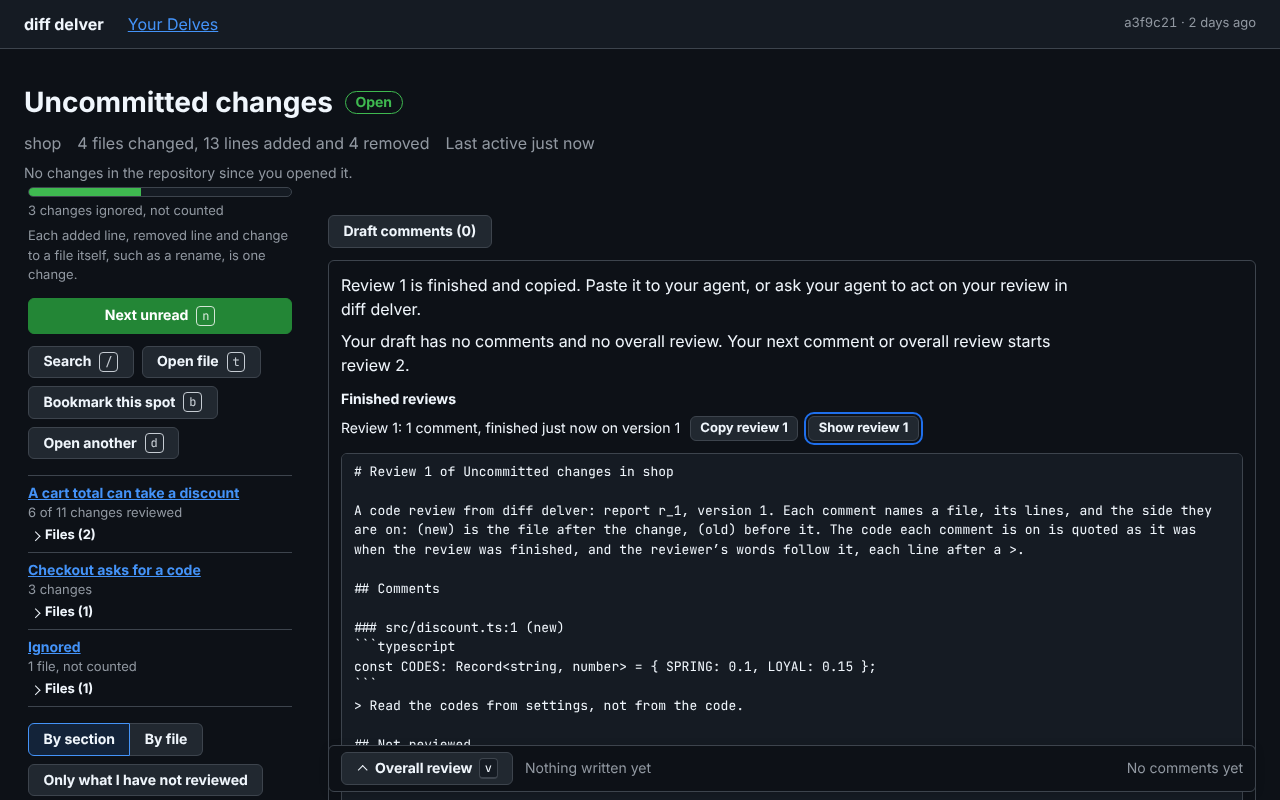 diff delver Your Delves a3f9c21 · 2 days ago
Uncommitted changes Open
shop 4 files changed, 13 lines added and 4 removed Last active just now
No changes in the repository since you opened it.
3 changes ignored, not counted
Each added line, removed line and change
to a file itself, such as a rename, is one
change.
Next unread n
Search / Open file t
Bookmark this spot b
Open another d
A cart total can take a discount
6 of 11 changes reviewed
Files (2)
Checkout asks for a code
3 changes
Files (1)
Ignored
1 file, not counted
Files (1)
By section By file
Only what I have not reviewed
Draft comments (0)
Review 1 is finished and copied. Paste it to your agent, or ask your agent to act on your review in
diff delver.
Your draft has no comments and no overall review. Your next comment or overall review starts
review 2.
Finished reviews
Review 1: 1 comment, finished just now on version 1 Copy review 1 Show review 1
# Review 1 of Uncommitted changes in shop
A code review from diff delver: report r_1, version 1. Each comment names a file, its lines, and the side they
are on: (new) is the file after the change, (old) before it. The code each comment is on is quoted as it was
when the review was finished, and the reviewer’s words follow it, each line after a >.
## Comments
### src/discount.ts:1 (new)
```typescript
const CODES: Record<string, number> = { SPRING: 0.1, LOYAL: 0.15 };
```
> Read the codes from settings, not from the code.
## Not reviewed
Overall review v Nothing written yet No comments yet